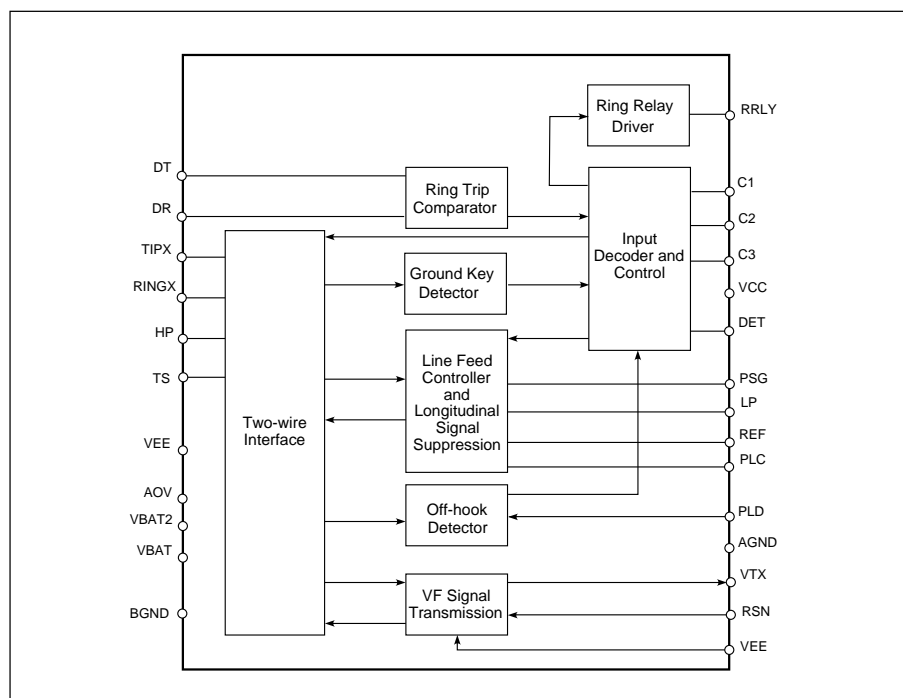 Ring Relay
Driver
RRLY
DT
Ring Trip
Comparator
C1
DR
C2
TIPX
Input
Decoder and
Control
C3
RINGX
Ground Key
Detector
VCC
HP
DET
TS
Two-wire
Interface
Line Feed
Controller
and
Longitudinal
Signal
Suppression
PSG
LP
REF
PLC
VEE
AOV
VBAT2
VBAT
Off-hook
Detector
PLD
AGND
BGND
VF Signal
Transmission
VTX
RSN
VEE